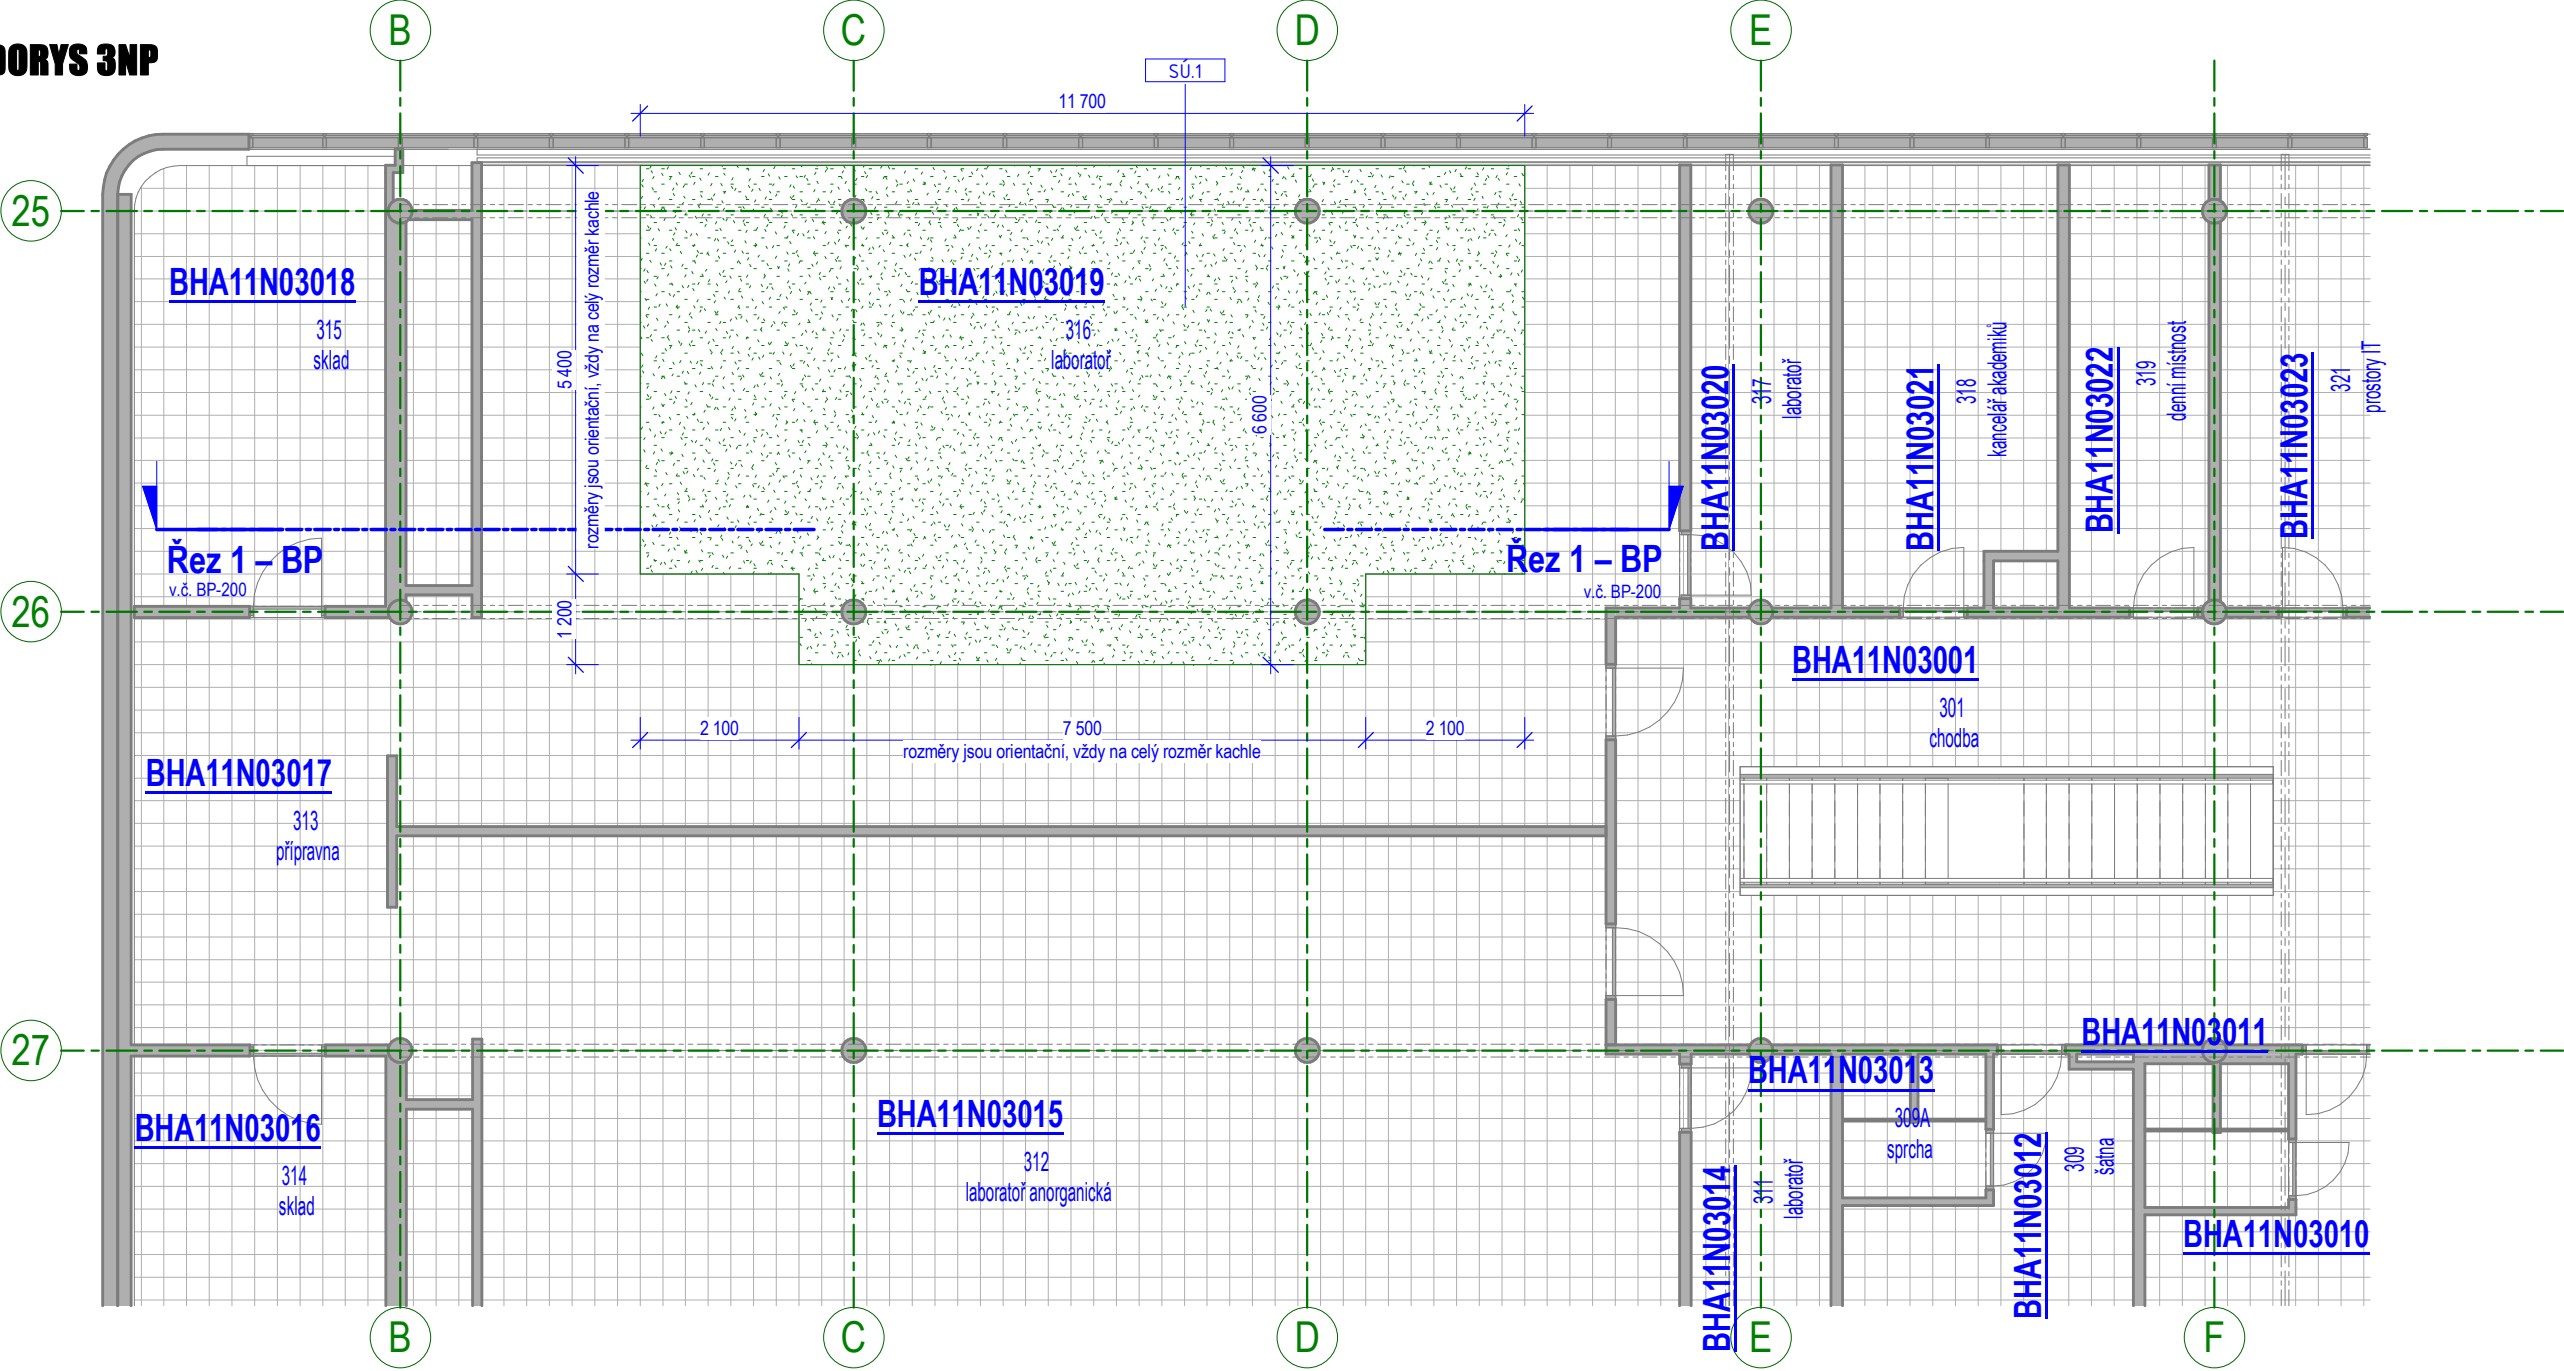 B
C
D
E
DORYS 3NP
SÚ.1
11 700
25
BHA11N03018
315
sklad
5 400
rozměry jsou orientační, vždy na celý rozměr kachle
BHA11N03019
316
laboratoř
6 600
BHA11N03020
317
laboratoř
BHA11N03021
318
kancelář akademiků
BHA11N03022
319
denní místnost
BHA11N03023
321
prostory IT
Řez 1 – BP
v.č. BP-200
Řez 1 – BP
v.č. BP-200
26
1 200
BHA11N03001
301
chodba
2 100
7 500
2 100
rozměry jsou orientační, vždy na celý rozměr kachle
BHA11N03017
313
přípravna
27
BHA11N03011
BHA11N03013
309A
sprcha
BHA11N03016
314
sklad
BHA11N03015
312
laboratoř anorganická
BHA11N03014
311
laboratoř
BHA11N03012
309
šatna
BHA11N03010
B
C
D
E
F